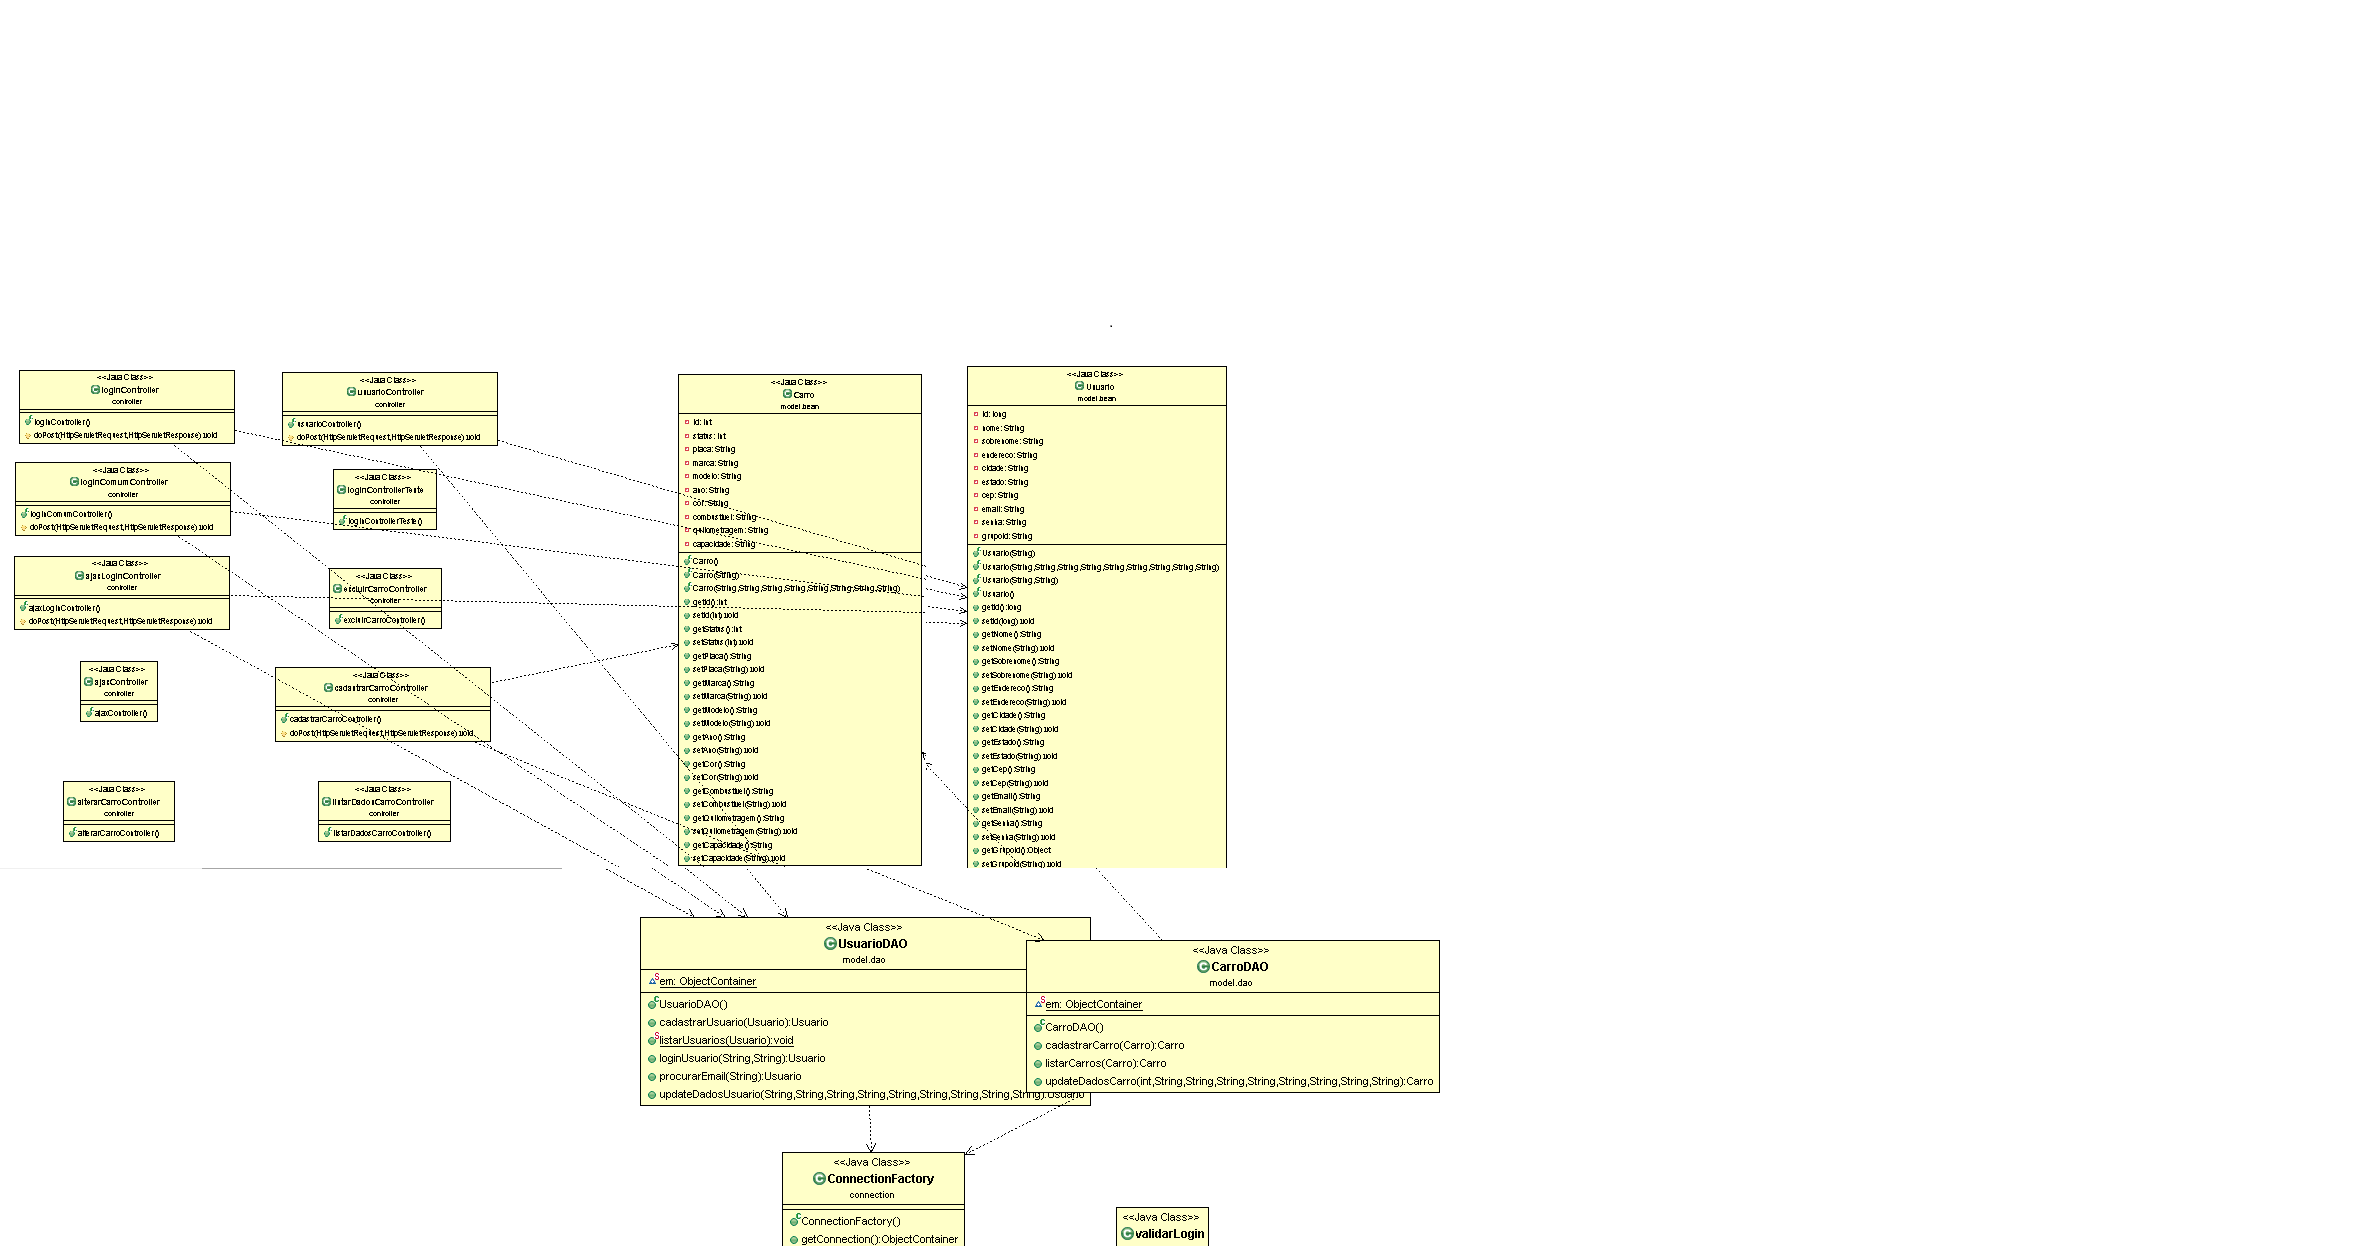 <<Java Class>>
loginController
controller
loginController()
doPost(HttpServletRequest,HttpServletResponse):void
<<Java Class>>
usuarioController
controller
usuarioController()
doPost(HttpServletRequest,HttpServletResponse):void
<<Java Class>>
loginComumController
controller
loginComumController()
doPost(HttpServletRequest,HttpServletResponse):void
<<Java Class>>
loginControllerTeste
controller
loginControllerTeste()
<<Java Class>>
ajaxLoginController
controller
ajaxLoginController()
doPost(HttpServletRequest,HttpServletResponse):void
<<Java Class>>
excluirCarroController
controller
excluirCarroController()
<<Java Class>>
ajaxController
controller
ajaxController()
<<Java Class>>
cadastrarCarroController
controller
cadastrarCarroController()
doPost(HttpServletRequest,HttpServletResponse):void
<<Java Class>>
alterarCarroController
controller
alterarCarroController()
<<Java Class>>
listarDadosCarroController
controller
listarDadosCarroController()
<<Java Class>>
Carro
model.bean
id: int
status: int
placa: String
marca: String
modelo: String
ano: String
cor: String
combustivel: String
quilometragem: String
capacidade: String
Carro()
Carro(String)
Carro(String,String,String,String,String,String,String,String)
getId():int
setId(int):void
getStatus():int
setStatus(int):void
getPlaca():String
setPlaca(String):void
getMarca():String
setMarca(String):void
getModelo():String
setModelo(String):void
getAno():String
setAno(String):void
getCor():String
setCor(String):void
getCombustivel():String
setCombustivel(String):void
getQuilometragem():String
setQuilometragem(String):void
getCapacidade():String
setCapacidade(String):void
<<Java Class>>
Usuario
model.bean
id: long
nome: String
sobrenome: String
endereco: String
cidade: String
estado: String
cep: String
email: String
senha: String
grupoId: String
Usuario(String)
Usuario(String,String,String,String,String,String,String,String,String)
Usuario(String,String)
Usuario()
getId():long
setId(long):void
getNome():String
setNome(String):void
getSobrenome():String
setSobrenome(String):void
getEndereco():String
setEndereco(String):void
getCidade():String
setCidade(String):void
getEstado():String
setEstado(String):void
getCep():String
setCep(String):void
getEmail():String
setEmail(String):void
getSenha():String
setSenha(String):void
getGrupoId():Object
setGrupoId(String):void
<<Java Class>>
UsuarioDAO
model.dao
em: ObjectContainer
UsuarioDAO()
cadastrarUsuario(Usuario):Usuario
listarUsuarios(Usuario):void
loginUsuario(String,String):Usuario
procurarEmail(String):Usuario
updateDadosUsuario(String,String,String,String,String,String,String,String,String):Usuario
<<Java Class>>
CarroDAO
model.dao
em: ObjectContainer
CarroDAO()
cadastrarCarro(Carro):Carro
listarCarros(Carro):Carro
updateDadosCarro(int,String,String,String,String,String,String,String,String):Carro
<<Java Class>>
ConnectionFactory
connection
ConnectionFactory()
getConnection():ObjectContainer
<<Java Class>>
validarLogin